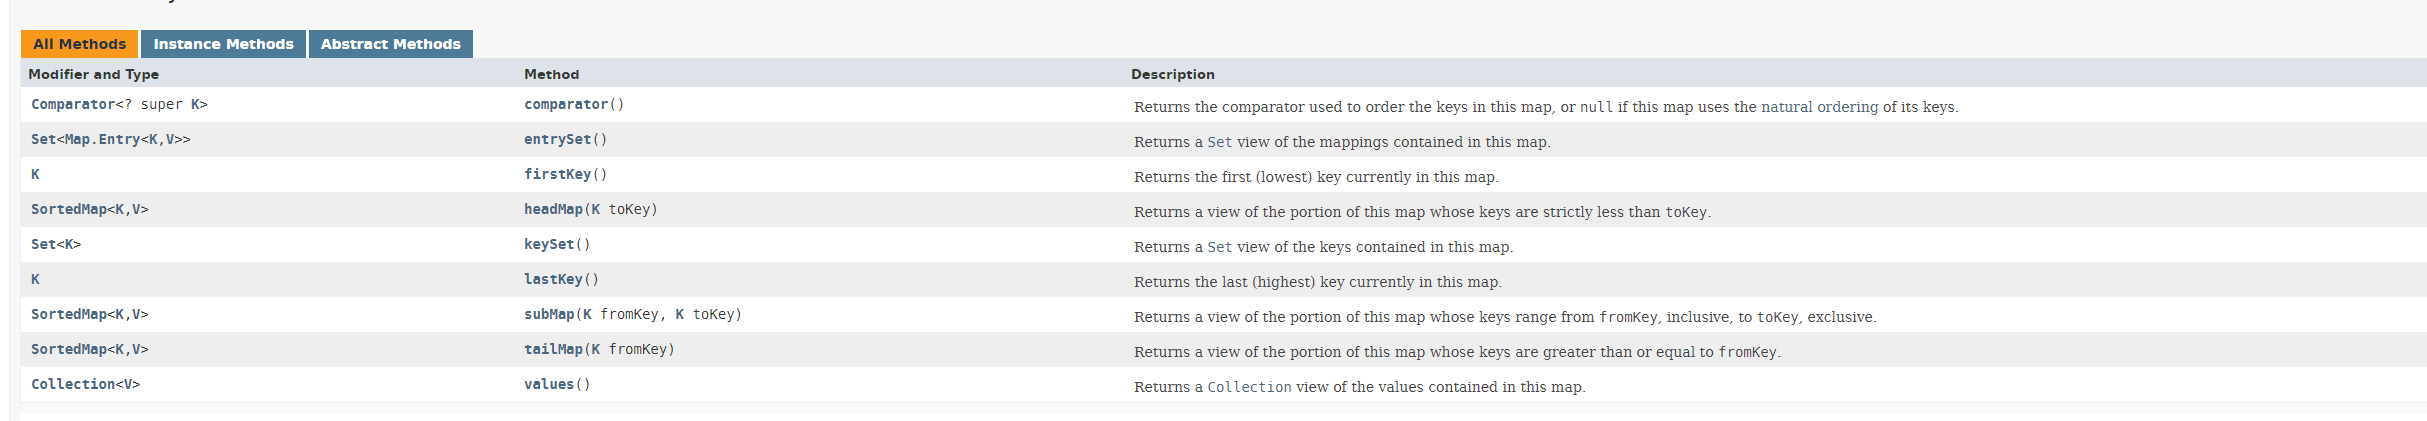 All Methods Instance Methods Abstract Methods
Modifier and Type Method Description
Comparator<? super K> comparator() Returns the comparator used to order the keys in this map, or null if this map uses the natural ordering of its keys.
Set<Map.Entry<K,V>> entrySet() Returns a Set view of the mappings contained in this map.
K firstKey() Returns the first (lowest) key currently in this map.
SortedMap<K,V> headMap(K toKey) Returns a view of the portion of this map whose keys are strictly less than toKey.
Set<K> keySet() Returns a Set view of the keys contained in this map.
K lastKey() Returns the last (highest) key currently in this map.
SortedMap<K,V> subMap(K fromKey, K toKey) Returns a view of the portion of this map whose keys range from fromKey, inclusive, to toKey, exclusive.
SortedMap<K,V> tailMap(K fromKey) Returns a view of the portion of this map whose keys are greater than or equal to fromKey.
Collection<V> values() Returns a Collection view of the values contained in this map.